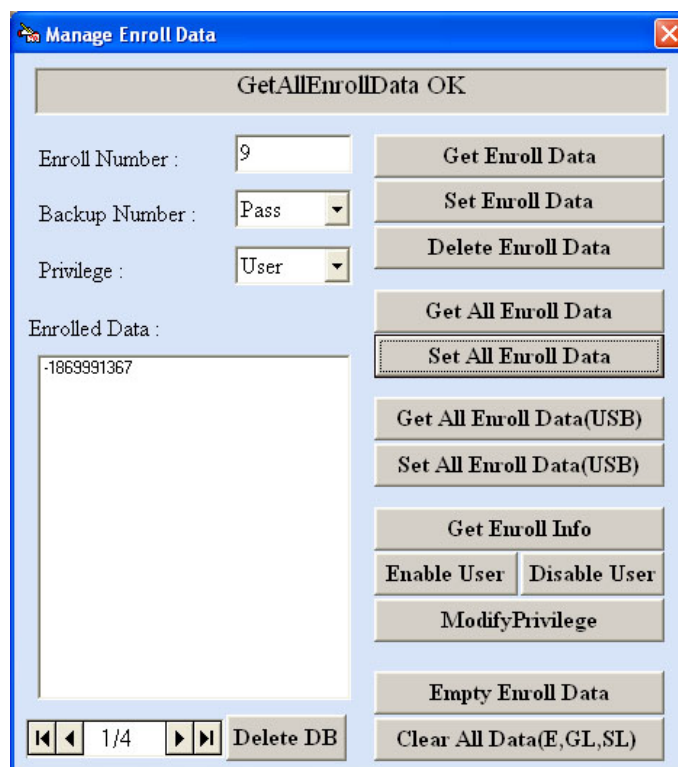 Manage Enroll Data
GetAllEnrollData OK
Enroll Number :
9
Backup Number :
Pass
Privilege :
User
Enrolled Data :
-1869991367
1/4
Delete DB
Get Enroll Data
Set Enroll Data
Delete Enroll Data
Get All Enroll Data
Set All Enroll Data
Get All Enroll Data(USB)
Set All Enroll Data(USB)
Get Enroll Info
Enable User
Disable User
ModifyPrivilege
Empty Enroll Data
Clear All Data(E,GL,SL)